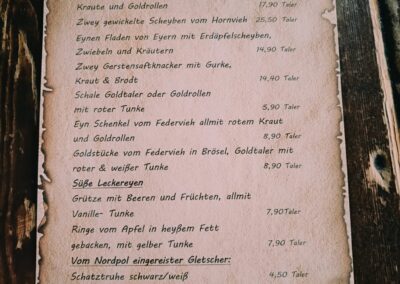 Kraute und Goldrollen 17,90 Taler
Zwey gewickelte Scheyben vom Hornvieh 25,50 Taler
Eynen Fladen von Eyern mit Erdäpfelscheyben,
Zwiebeln und Kräutern 14,90 Taler
Zwey Gerstensaftknacker mit Gurke,
Kraut & Brodt 14,40 Taler
Schale Goldtaler oder Goldrollen
mit roter Tunke 5,90 Taler
Eyn Schenkel vom Federvieh allmit rotem Kraut
und Goldrollen 8,90 Taler
Goldstücke vom Federvieh in Brösel, Goldtaler mit
roter & weißer Tunke 8,90 Taler
Süße Leckereyen
Grütze mit Beeren und Früchten, allmit
Vanille- Tunke 7,90Taler
Ringe vom Apfel in heyßem Fett
gebacken, mit gelber Tunke 7,90 Taler
Vom Nordpol eingereister Gletscher:
Schatztruhe schwarz/weiß 4,50 Taler